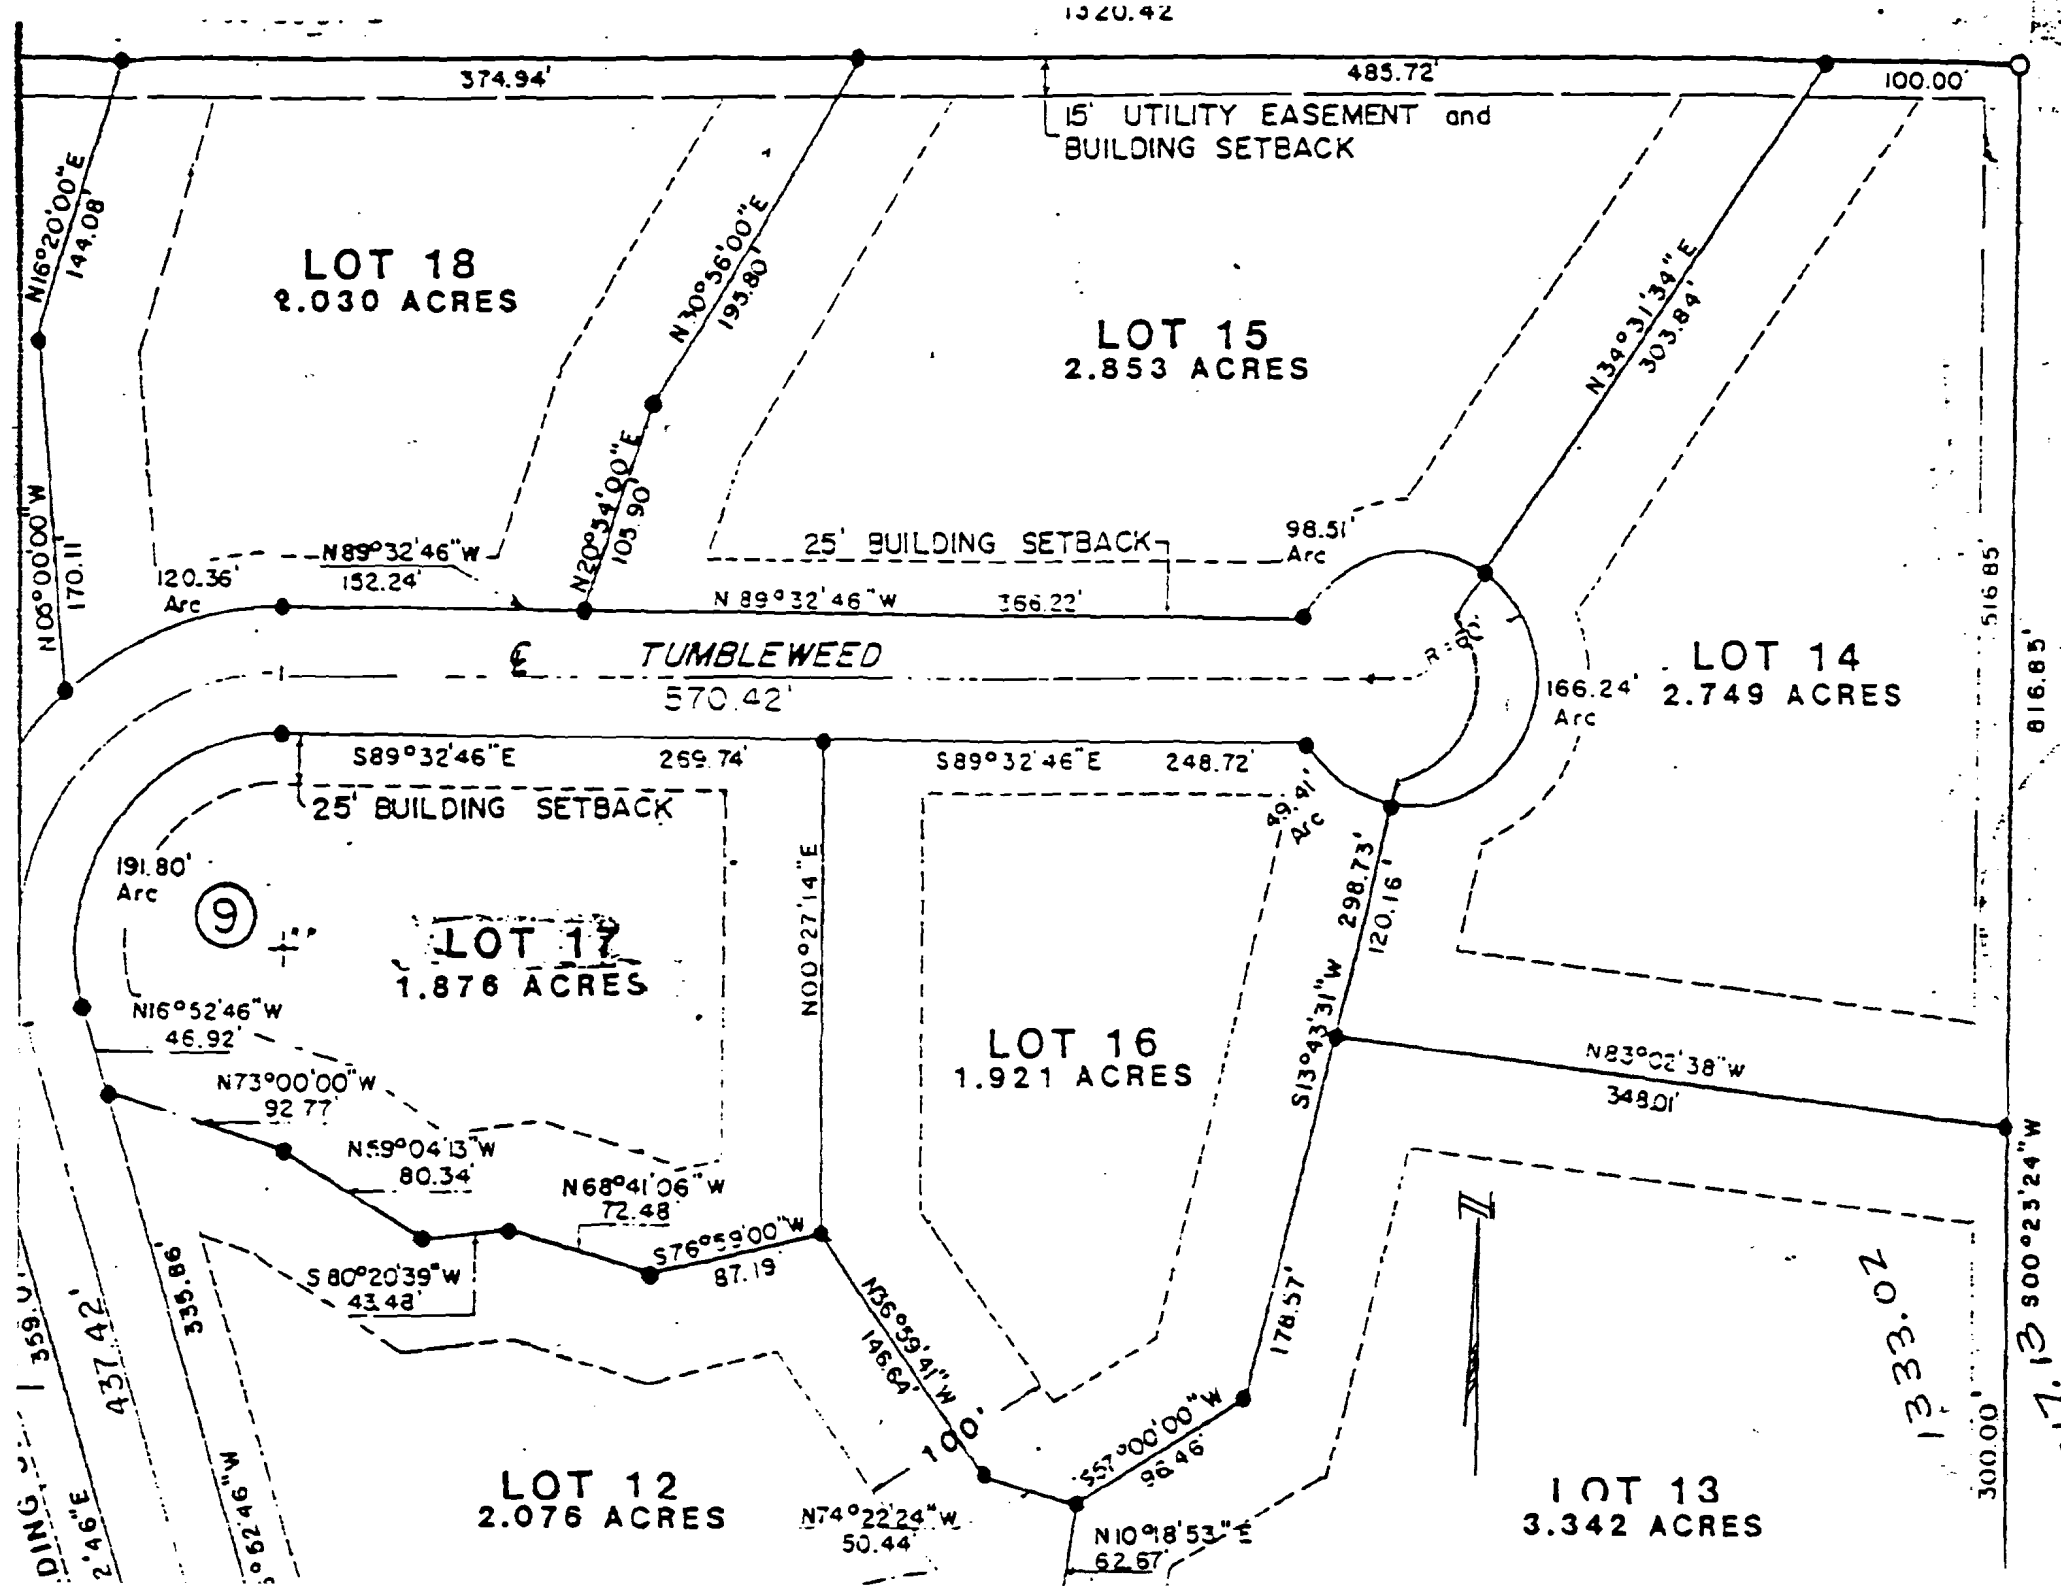 1320.42
374.94'
485.72'
100.00'
15' UTILITY EASEMENT and
BUILDING SETBACK
N16°20'00"E
144.08'
LOT 18
2.030 ACRES
N30°56'00"E
195.80'
LOT 15
2.853 ACRES
N34°31'34"E
303.84'
N05°00'00"W
170.11
N20°54'00"E
105.90'
120.36'
Arc
N89°32'46"W
152.24'
25' BUILDING SETBACK
98.51'
Arc
N 89°32'46"W
366.22'
516.85'
816.85'
℄ TUMBLEWEED
570.42'
166.24'
Arc
LOT 14
2.749 ACRES
S89°32'46"E
269.74'
S89°32'46"E
248.72'
25' BUILDING SETBACK
49.41'
Arc
191.80'
Arc
9
LOT 17
1.876 ACRES
N00°27'14"E
298.73'
120.16'
S13°43'31"W
N16°52'46"W
46.92'
LOT 16
1.921 ACRES
N83°02'38"W
348.01'
N73°00'00"W
92.77'
N59°04'13"W
80.34'
N68°41'06"W
72.48'
S76°59'00"W
87.19'
S80°20'39"W
43.48'
N36°59'41"W
146.64'
100'
178.57'
S00°23'24"W
1333.02
300.00'
437.42'
335.86'
S57°00'00"W
96.46'
LOT 12
2.076 ACRES
N74°22'24"W
50.44'
N10°18'53"E
62.67'
LOT 13
3.342 ACRES